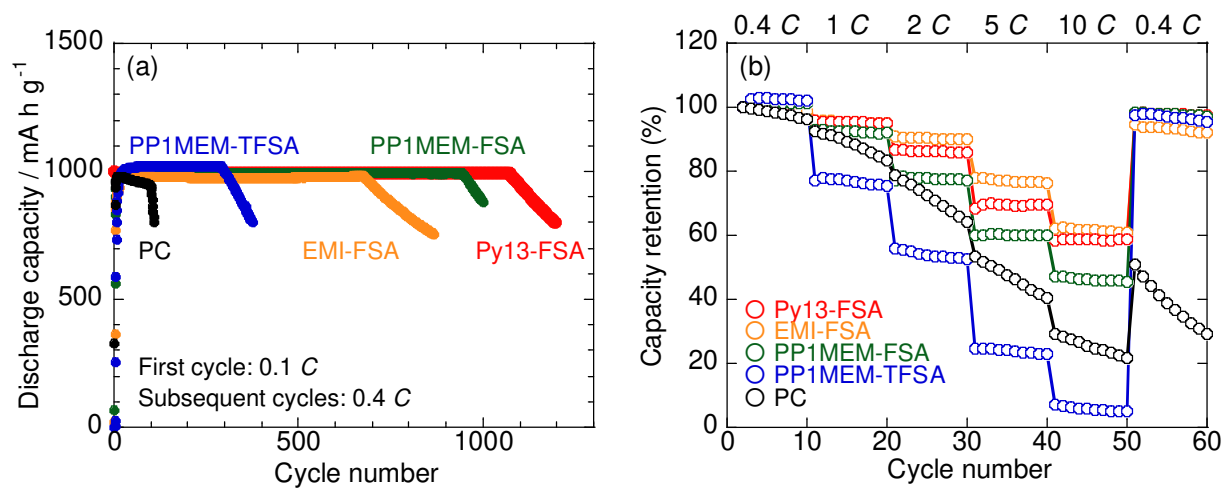 (a)
1500
1000
500
0
Discharge capacity / mA h g-1
PP1MEM-TFSA
PP1MEM-FSA
PC
EMI-FSA
Py13-FSA
First cycle: 0.1 C
Subsequent cycles: 0.4 C
0 500 1000
Cycle number
0.4 C 1 C 2 C 5 C 10 C 0.4 C
(b)
120
100
80
60
40
20
0
Capacity retention (%)
Py13-FSA
EMI-FSA
PP1MEM-FSA
PP1MEM-TFSA
PC
0 10 20 30 40 50 60
Cycle number